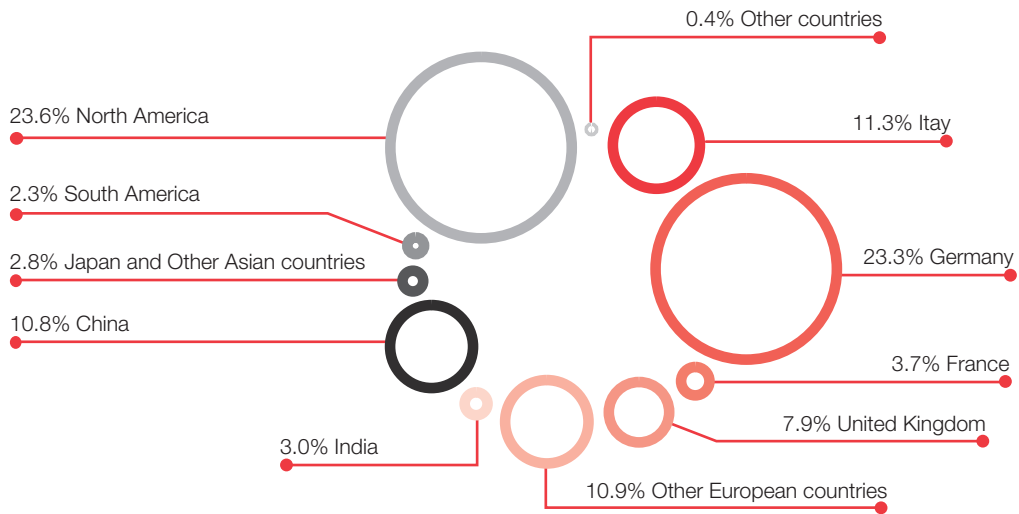 0.4% Other countries
23.6% North America
11.3% Itay
2.3% South America
2.8% Japan and Other Asian countries
23.3% Germany
10.8% China
3.7% France
7.9% United Kingdom
3.0% India
10.9% Other European countries